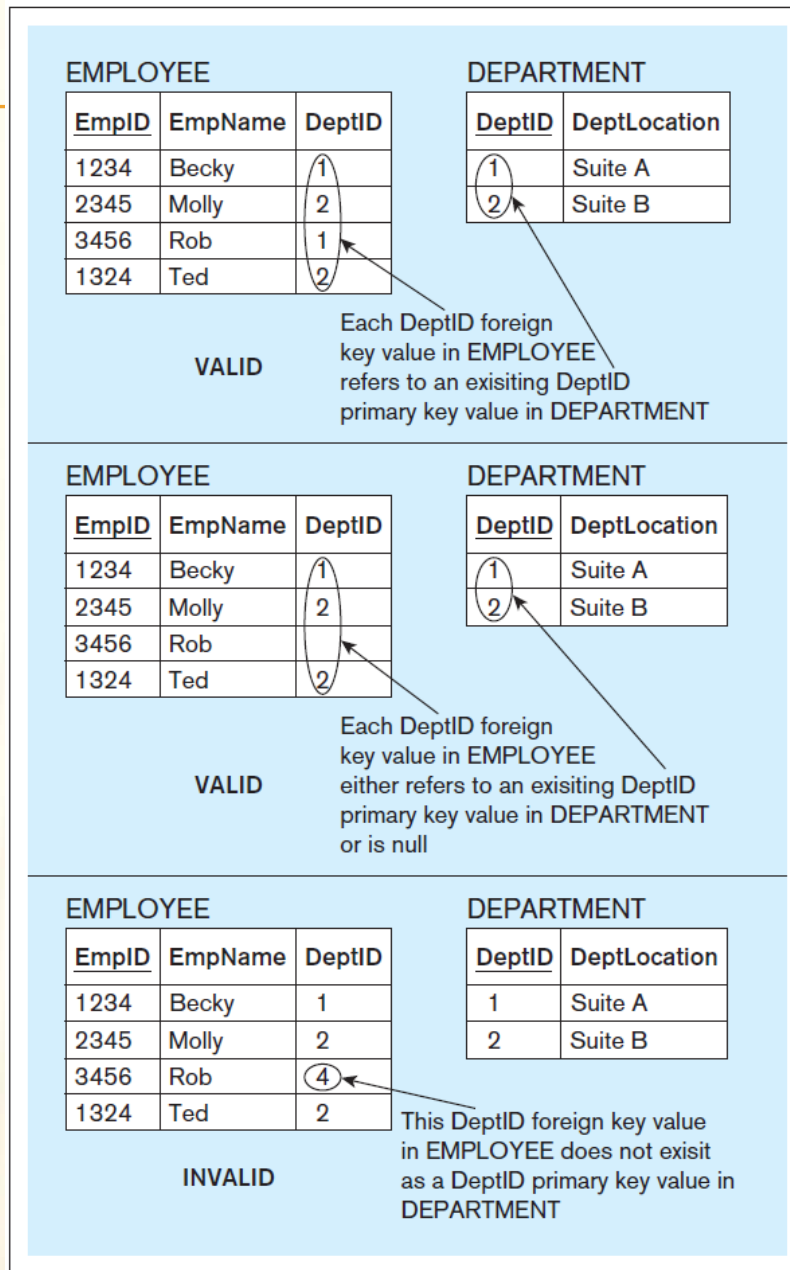 EMPLOYEE
EmpID EmpName DeptID
1234 Becky 1
2345 Molly 2
3456 Rob 1
1324 Ted 2
DEPARTMENT
DeptID DeptLocation
1 Suite A
2 Suite B
VALID
Each DeptID foreign
key value in EMPLOYEE
refers to an exisiting DeptID
primary key value in DEPARTMENT
EMPLOYEE
EmpID EmpName DeptID
1234 Becky 1
2345 Molly 2
3456 Rob
1324 Ted 2
DEPARTMENT
DeptID DeptLocation
1 Suite A
2 Suite B
VALID
Each DeptID foreign
key value in EMPLOYEE
either refers to an exisiting DeptID
primary key value in DEPARTMENT
or is null
EMPLOYEE
EmpID EmpName DeptID
1234 Becky 1
2345 Molly 2
3456 Rob 4
1324 Ted 2
DEPARTMENT
DeptID DeptLocation
1 Suite A
2 Suite B
INVALID
This DeptID foreign key value
in EMPLOYEE does not exisit
as a DeptID primary key value in
DEPARTMENT